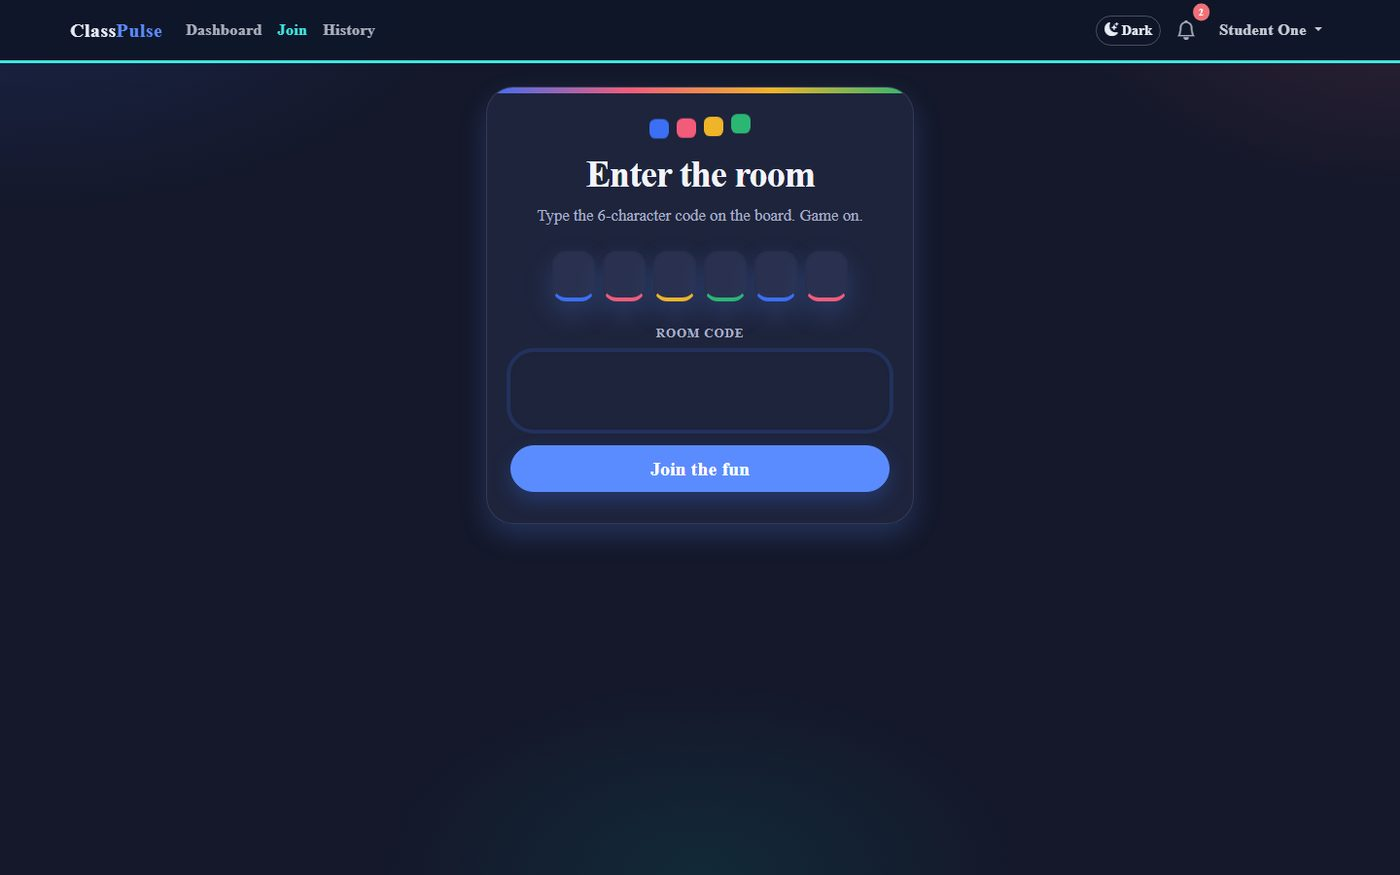 ClassPulse Dashboard Join History Dark 2 Student One
Enter the room
Type the 6-character code on the board. Game on.
ROOM CODE
Join the fun